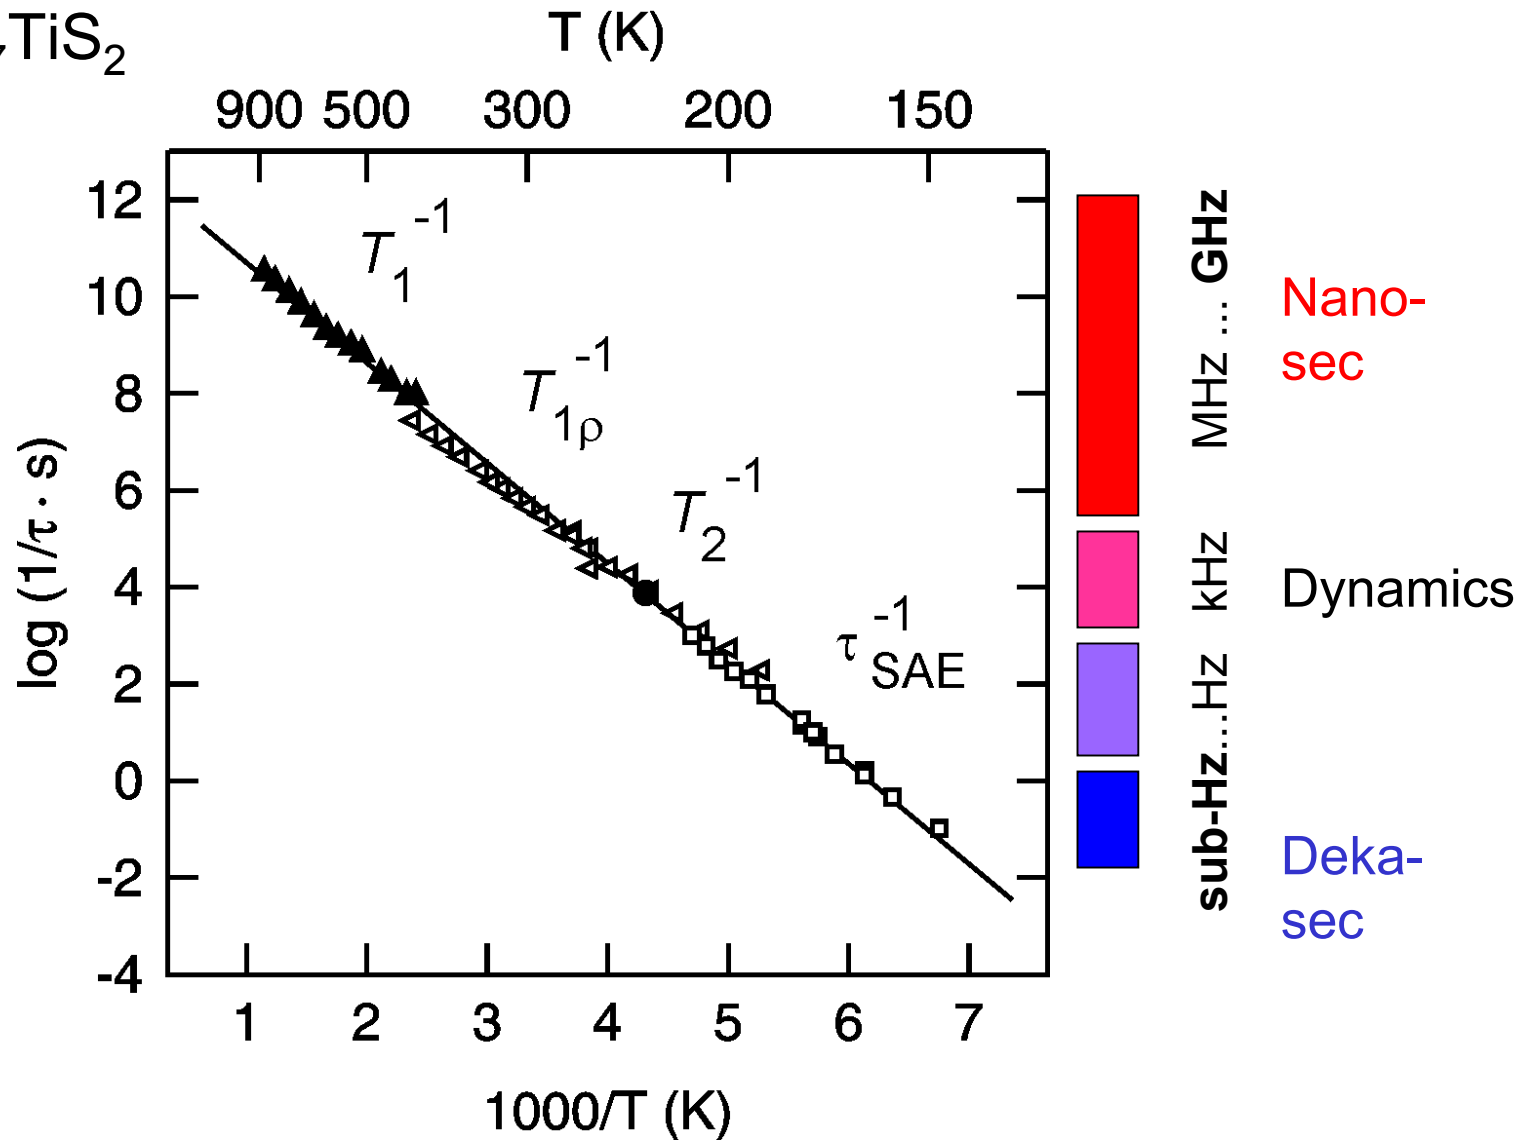 TiS₂
T (K)
900 500 300 200 150
12
10
8
6
4
2
0
-2
-4
log (1/τ · s)
T₁⁻¹
T₁ρ⁻¹
T₂⁻¹
τ_SAE⁻¹
1 2 3 4 5 6 7
1000/T (K)
sub-Hz...Hz kHz MHz ... GHz
Nano-
sec
Dynamics
Deka-
sec